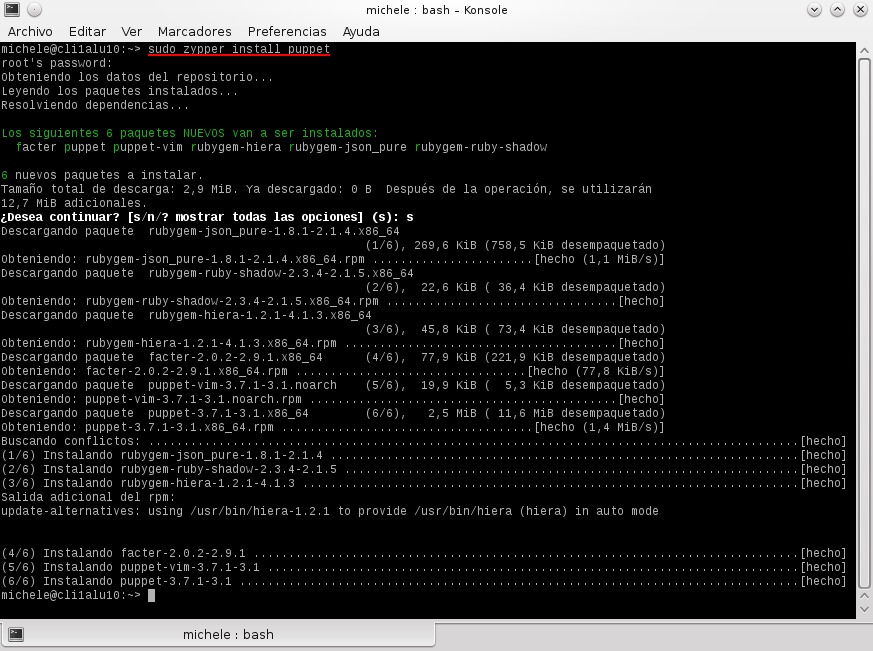 michele : bash – Konsole
Archivo Editar Ver Marcadores Preferencias Ayuda
michele@cli1alu10:~> sudo zypper install puppet
root's password:
Obteniendo los datos del repositorio...
Leyendo los paquetes instalados...
Resolviendo dependencias...
Los siguientes 6 paquetes NUEVOS van a ser instalados:
facter puppet puppet-vim rubygem-hiera rubygem-json_pure rubygem-ruby-shadow
6 nuevos paquetes a instalar.
Tamaño total de descarga: 2,9 MiB. Ya descargado: 0 B  Después de la operación, se utilizarán
12,7 MiB adicionales.
¿Desea continuar? [s/n/? mostrar todas las opciones] (s): s
Descargando paquete  rubygem-json_pure-1.8.1-2.1.4.x86_64
(1/6), 269,6 KiB (758,5 KiB desempaquetado)
Obteniendo: rubygem-json_pure-1.8.1-2.1.4.x86_64.rpm .......................[hecho (1,1 MiB/s)]
Descargando paquete  rubygem-ruby-shadow-2.3.4-2.1.5.x86_64
(2/6),  22,6 KiB ( 36,4 KiB desempaquetado)
Obteniendo: rubygem-ruby-shadow-2.3.4-2.1.5.x86_64.rpm .................................[hecho]
Descargando paquete  rubygem-hiera-1.2.1-4.1.3.x86_64
(3/6),  45,8 KiB ( 73,4 KiB desempaquetado)
Obteniendo: rubygem-hiera-1.2.1-4.1.3.x86_64.rpm .......................................[hecho]
Descargando paquete  facter-2.0.2-2.9.1.x86_64      (4/6),  77,9 KiB (221,9 KiB desempaquetado)
Obteniendo: facter-2.0.2-2.9.1.x86_64.rpm .................................[hecho (77,8 KiB/s)]
Descargando paquete  puppet-vim-3.7.1-3.1.noarch    (5/6),  19,9 KiB (  5,3 KiB desempaquetado)
Obteniendo: puppet-vim-3.7.1-3.1.noarch.rpm ............................................[hecho]
Descargando paquete  puppet-3.7.1-3.1.x86_64        (6/6),   2,5 MiB ( 11,6 MiB desempaquetado)
Obteniendo: puppet-3.7.1-3.1.x86_64.rpm ....................................[hecho (1,4 MiB/s)]
Buscando conflictos: .............................................................................................[hecho]
(1/6) Instalando rubygem-json_pure-1.8.1-2.1.4 ...................................................................[hecho]
(2/6) Instalando rubygem-ruby-shadow-2.3.4-2.1.5 .................................................................[hecho]
(3/6) Instalando rubygem-hiera-1.2.1-4.1.3 .......................................................................[hecho]
Salida adicional del rpm:
update-alternatives: using /usr/bin/hiera-1.2.1 to provide /usr/bin/hiera (hiera) in auto mode
(4/6) Instalando facter-2.0.2-2.9.1 ..............................................................................[hecho]
(5/6) Instalando puppet-vim-3.7.1-3.1 ............................................................................[hecho]
(6/6) Instalando puppet-3.7.1-3.1 ................................................................................[hecho]
michele@cli1alu10:~>
michele : bash